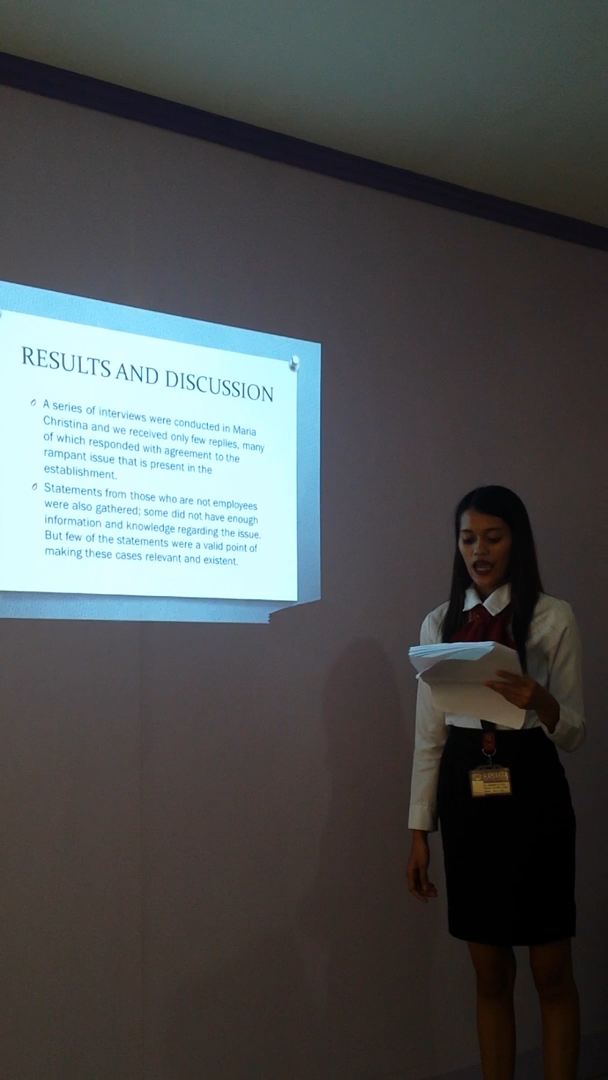 RESULTS AND DISCUSSION
A series of interviews were conducted in Maria
Christina and we received only few replies, many
of which responded with agreement to the
rampant issue that is present in the
establishment.
Statements from those who are not employees
were also gathered; some did not have enough
information and knowledge regarding the issue.
But few of the statements were a valid point of
making these cases relevant and existent.